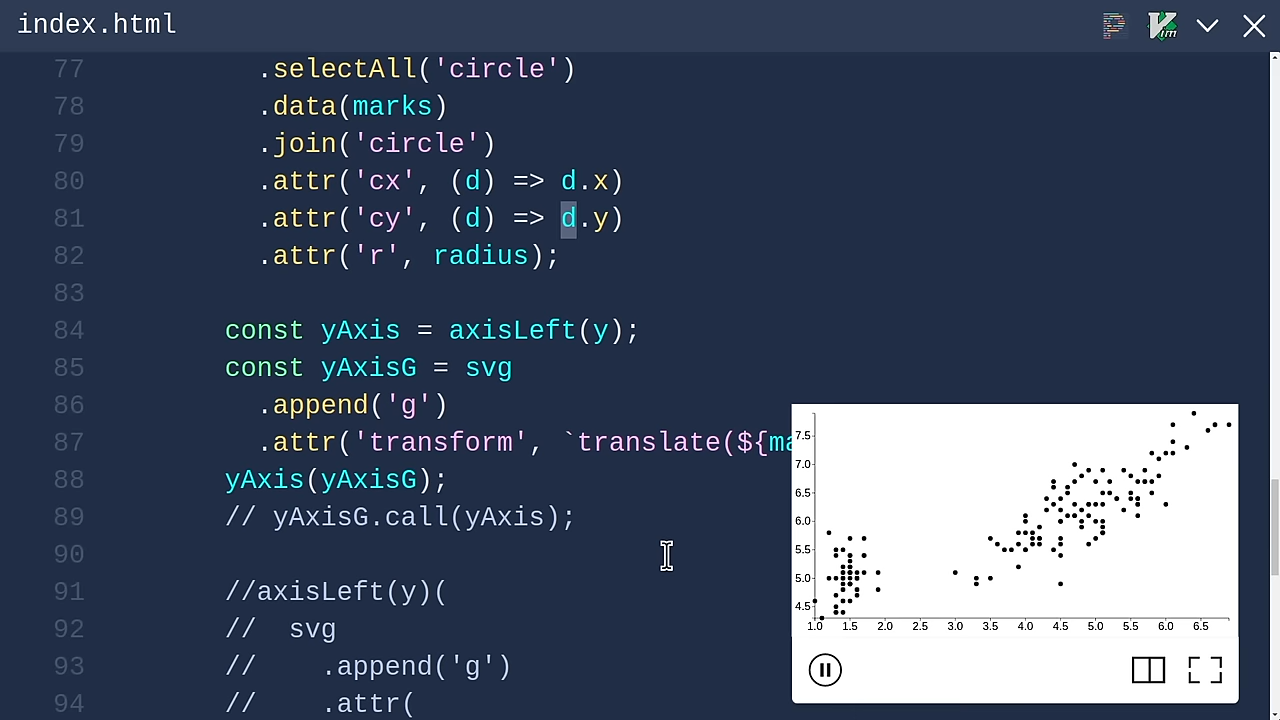 index.html
Vim
77 .selectAll('circle')
78 .data(marks)
79 .join('circle')
80 .attr('cx', (d) => d.x)
81 .attr('cy', (d) => d.y)
82 .attr('r', radius);
83
84 const yAxis = axisLeft(y);
85 const yAxisG = svg
86 .append('g')
87 .attr('transform', `translate(${ma
88 yAxis(yAxisG);
89 // yAxisG.call(yAxis);
90
91 //axisLeft(y)(
92 //  svg
93 //    .append('g')
94 //    .attr(
7.5
7.0
6.5
6.0
5.5
5.0
4.5
1.0 1.5 2.0 2.5 3.0 3.5 4.0 4.5 5.0 5.5 6.0 6.5